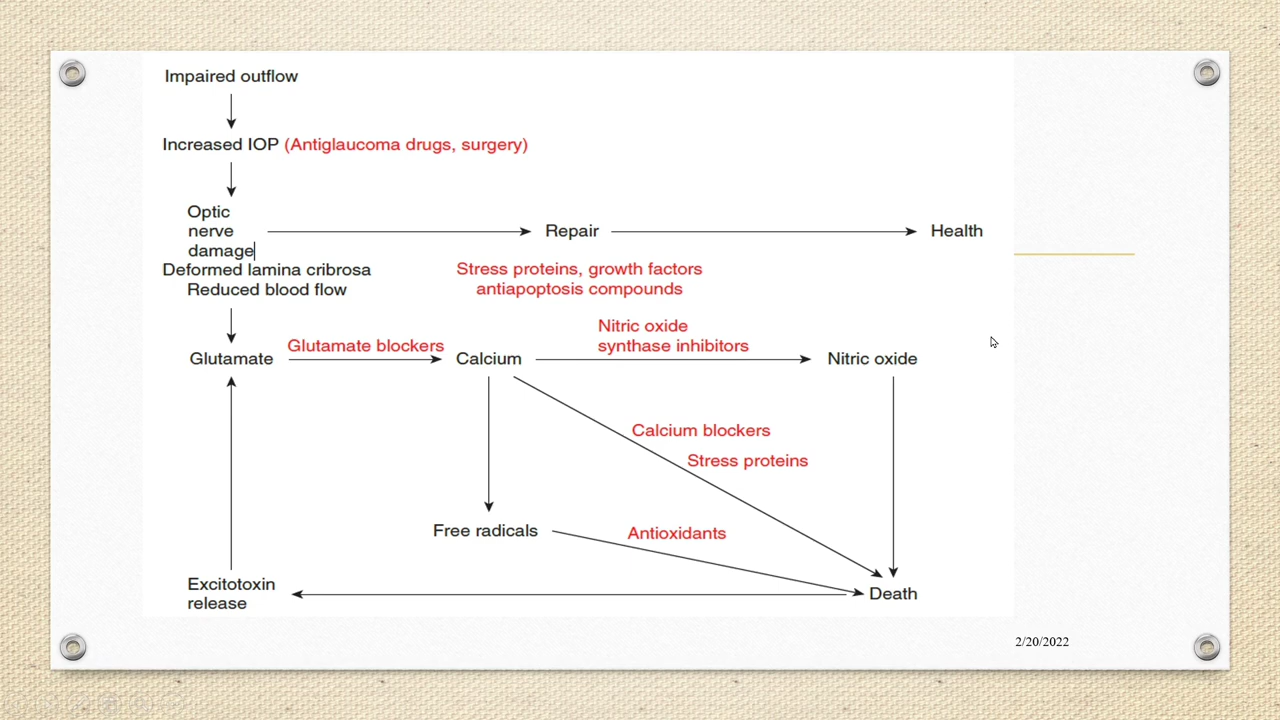 Impaired outflow
Increased IOP (Antiglaucoma drugs, surgery)
Optic
nerve
damage
Repair
Health
Deformed lamina cribrosa
Reduced blood flow
Stress proteins, growth factors
antiapoptosis compounds
Glutamate
Glutamate blockers
Calcium
Nitric oxide
synthase inhibitors
Nitric oxide
Calcium blockers
Stress proteins
Free radicals
Antioxidants
Excitotoxin
release
Death
2/20/2022